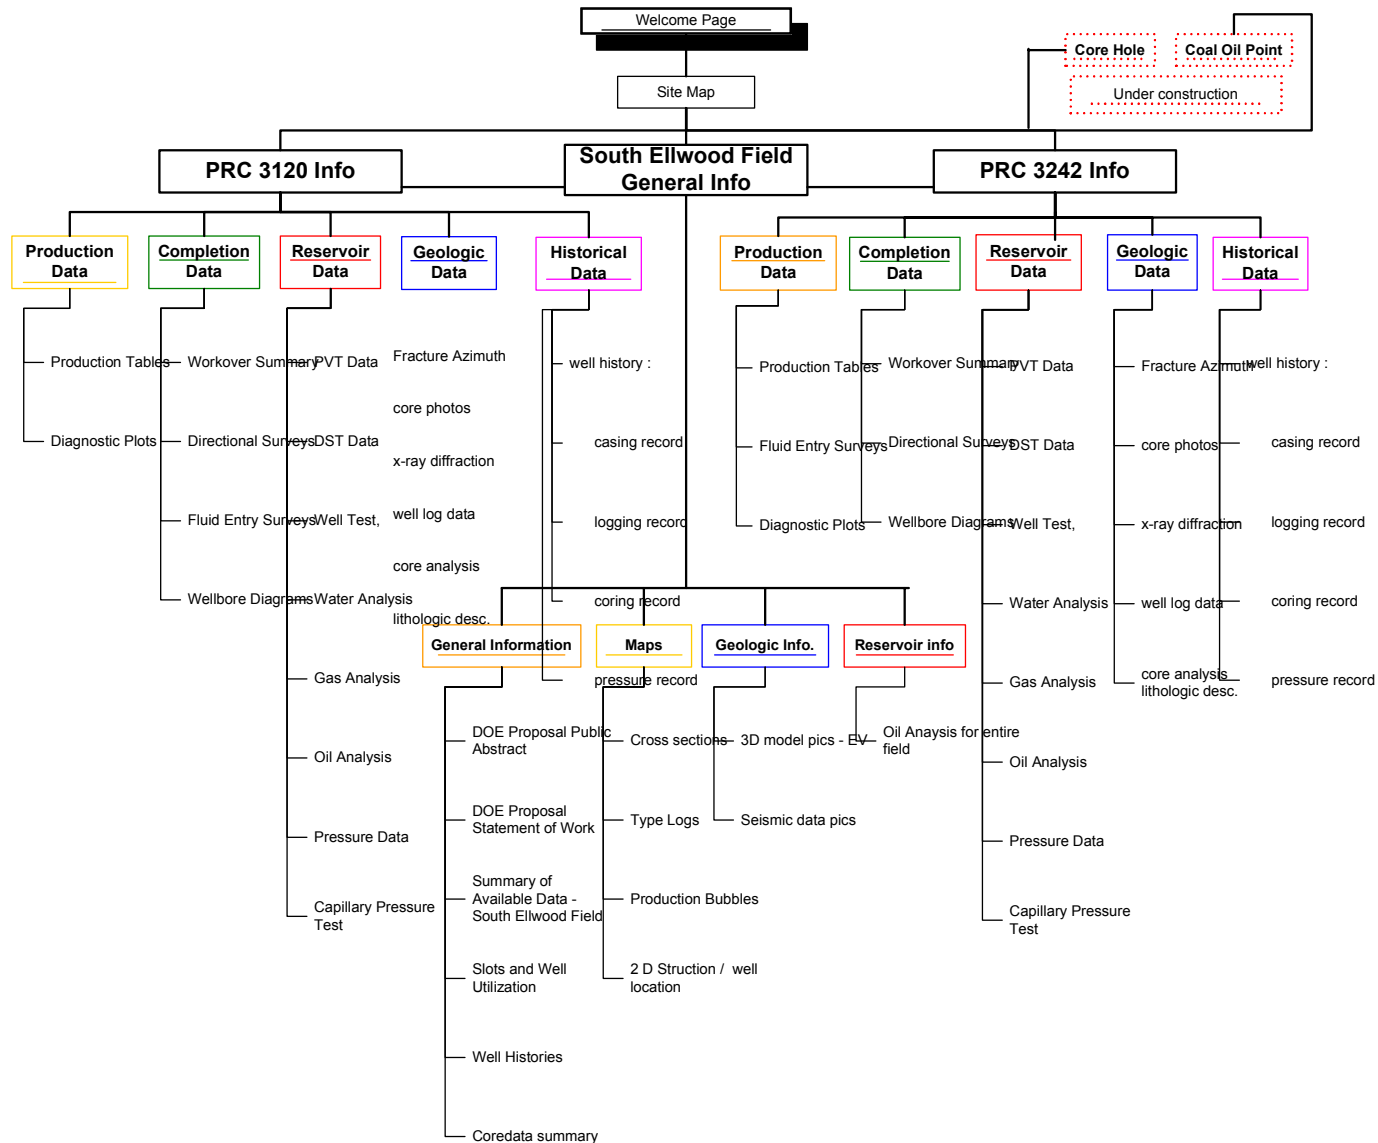 Welcome Page
Site Map
Core Hole
Coal Oil Point
Under construction
PRC 3120 Info
South Ellwood Field
General Info
PRC 3242 Info
Production
Data
Completion
Data
Reservoir
Data
Geologic
Data
Historical
Data
Production Tables
Diagnostic Plots
Workover Summary
Directional Surveys
Fluid Entry Surveys
Wellbore Diagrams
PVT Data
DST Data
Well Test,
Water Analysis
Gas Analysis
Oil Analysis
Pressure Data
Capillary Pressure
Test
Fracture Azimuth
core photos
x-ray diffraction
well log data
core analysis
lithologic desc.
well history :
casing record
logging record
coring record
pressure record
General Information
DOE Proposal Public
Abstract
DOE Proposal
Statement of Work
Summary of
Available Data -
South Ellwood Field
Slots and Well
Utilization
Well Histories
Coredata summary
Maps
Cross sections
Type Logs
Production Bubbles
2 D Struction / well
location
Geologic Info.
3D model pics - EV
Seismic data pics
Reservoir info
Oil Anaysis for entire
field
Production
Data
Completion
Data
Reservoir
Data
Geologic
Data
Historical
Data
Production Tables
Fluid Entry Surveys
Diagnostic Plots
Workover Summary
Directional Surveys
Wellbore Diagrams
PVT Data
DST Data
Well Test,
Water Analysis
Gas Analysis
Oil Analysis
Pressure Data
Capillary Pressure
Test
Fracture Azimuth
core photos
x-ray diffraction
well log data
core analysis
lithologic desc.
well history :
casing record
logging record
coring record
pressure record